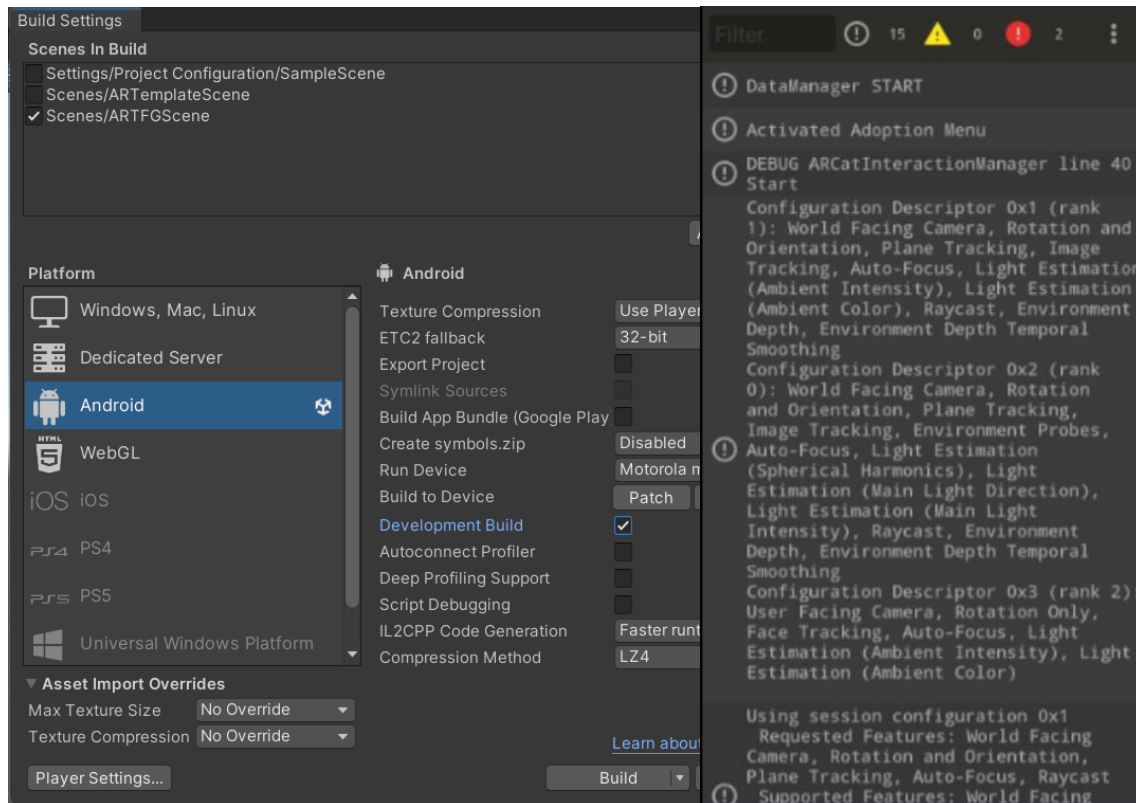 Build Settings
Scenes In Build
Settings/Project Configuration/SampleScene
Scenes/ARTemplateScene
Scenes/ARTFGScene
Platform
Windows, Mac, Linux
Dedicated Server
Android
HTML
5
WebGL
iOS iOS
PS4 PS4
PS5 PS5
Universal Windows Platform
Android
Texture Compression Use Player
ETC2 fallback 32-bit
Export Project
Symlink Sources
Build App Bundle (Google Play
Create symbols.zip Disabled
Run Device Motorola m
Build to Device Patch
Development Build
Autoconnect Profiler
Deep Profiling Support
Script Debugging
IL2CPP Code Generation Faster runt
Compression Method LZ4
Asset Import Overrides
Max Texture Size No Override
Texture Compression No Override
Learn about
Player Settings...
Build
Filter 15 0 2
DataManager START
Activated Adoption Menu
DEBUG ARCatInteractionManager line 40
Start
Configuration Descriptor 0x1 (rank
1): World Facing Camera, Rotation and
Orientation, Plane Tracking, Image
Tracking, Auto-Focus, Light Estimation
(Ambient Intensity), Light Estimation
(Ambient Color), Raycast, Environment
Depth, Environment Depth Temporal
Smoothing
Configuration Descriptor 0x2 (rank
0): World Facing Camera, Rotation
and Orientation, Plane Tracking,
Image Tracking, Environment Probes,
Auto-Focus, Light Estimation
(Spherical Harmonics), Light
Estimation (Main Light Direction),
Light Estimation (Main Light
Intensity), Raycast, Environment
Depth, Environment Depth Temporal
Smoothing
Configuration Descriptor 0x3 (rank 2):
User Facing Camera, Rotation Only,
Face Tracking, Auto-Focus, Light
Estimation (Ambient Intensity), Light
Estimation (Ambient Color)
Using session configuration 0x1
Requested Features: World Facing
Camera, Rotation and Orientation,
Plane Tracking, Auto-Focus, Raycast
Supported Features: World Facing